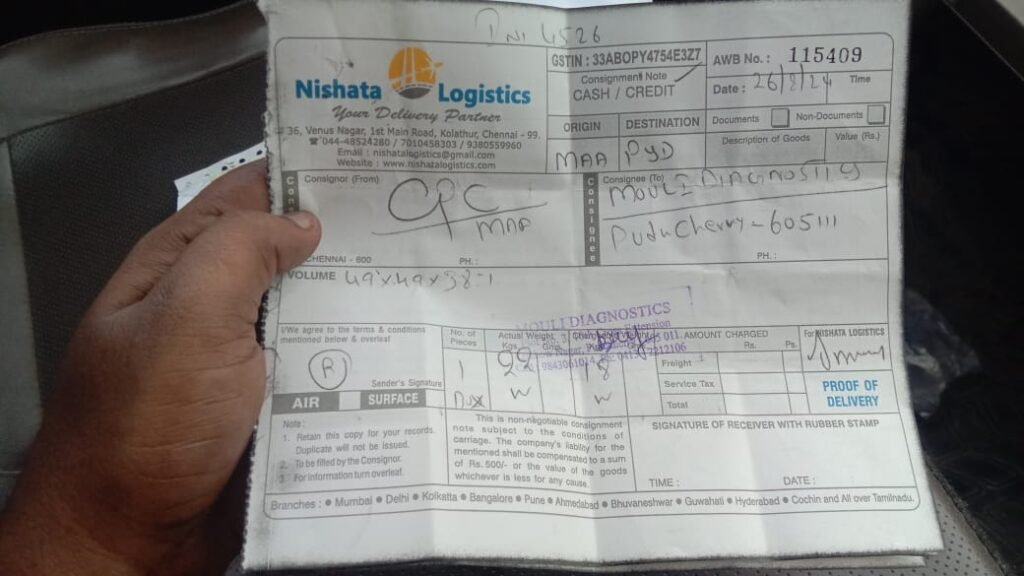 4526
Nishata Logistics
Your Delivery Partner
36, Venus Nagar, 1st Main Road, Kolathur, Chennai - 99.
☎ 044-48524280 / 7010458303 / 9380559960
Email : nishatalogistics@gmail.com
Website : www.nishatalogistics.com
GSTIN : 33ABOPY4754E3Z7
Consignment Note
CASH / CREDIT
AWB No. : 115409
Date : 26/8/24 Time
ORIGIN DESTINATION
MAA PYD
Documents Non-Documents
Description of Goods Value (Rs.)
Consignor (From)
CPC
MAA
CHENNAI - 600 PH. :
Consignee
Consignee (To)
MOULI DIAGNOSTICS
Puducherry - 605111
PH. :
VOLUME 49x49x38-1
MOULI DIAGNOSTICS
I/We agree to the terms & conditions
mentioned below & overleaf
R
Sender's Signature
AIR SURFACE
No. of
Pieces
1
Actual Weight
Kgs.
22
18
AMOUNT CHARGED
Rs. Ps.
Freight
Service Tax
Total
For NISHATA LOGISTICS
PROOF OF
DELIVERY
Note :
1. Retain this copy for your records.
Duplicate will not be issued.
2. To be filled by the Consignor.
3. For information turn overleaf.
This is non-negotiable consignment
note subject to the conditions of
carriage. The company's liability for the
mentioned shall be compensated to a sum
of Rs.500/- or the value of the goods
whichever is less for any cause.
SIGNATURE OF RECEIVER WITH RUBBER STAMP
TIME : DATE :
Branches : ● Mumbai ● Delhi ● Kolkatta ● Bangalore ● Pune ● Ahmedabad ● Bhuvaneshwar ● Guwahati ● Hyderabad ● Cochin and All over Tamilnadu.